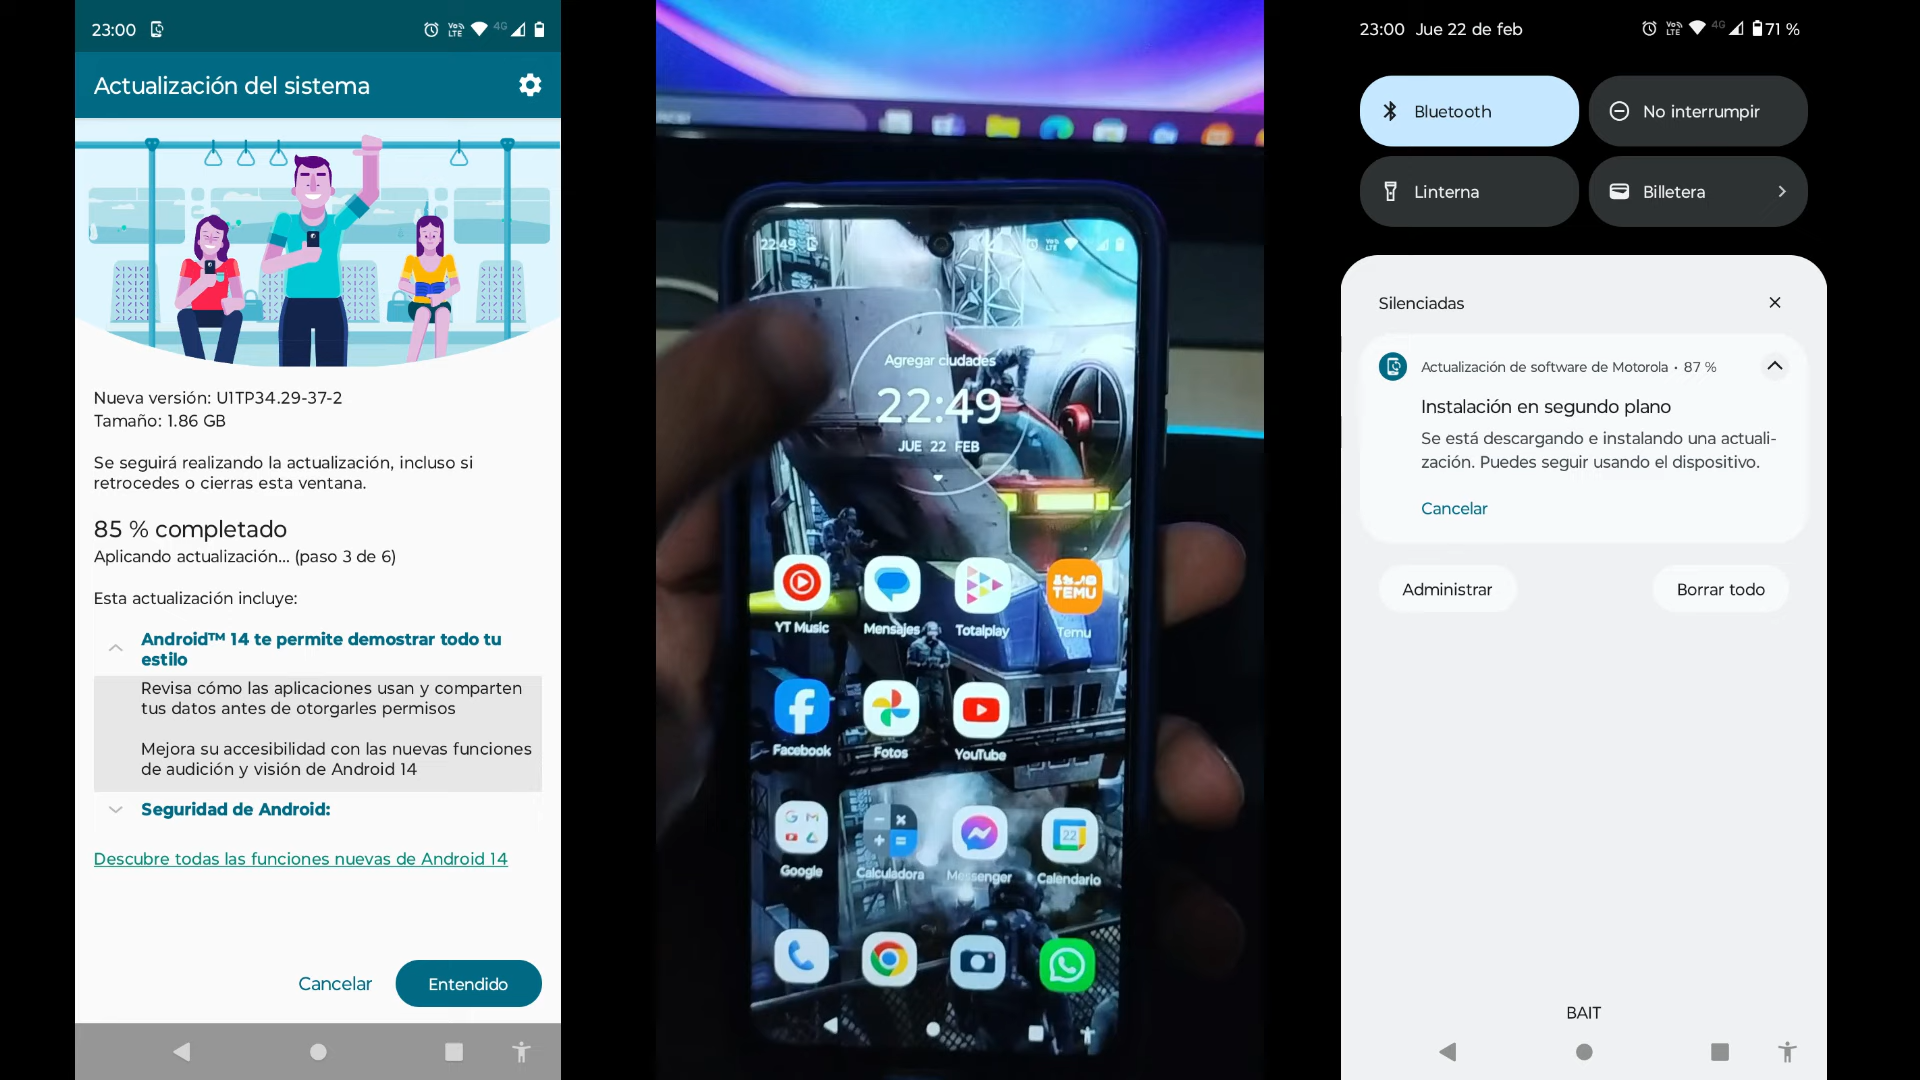 23:00
4G
Actualización del sistema
Nueva versión: U1TP34.29-37-2
Tamaño: 1.86 GB
Se seguirá realizando la actualización, incluso si
retrocedes o cierras esta ventana.
85 % completado
Aplicando actualización... (paso 3 de 6)
Esta actualización incluye:
Android™ 14 te permite demostrar todo tu
estilo
Revisa cómo las aplicaciones usan y comparten
tus datos antes de otorgarles permisos
Mejora su accesibilidad con las nuevas funciones
de audición y visión de Android 14
Seguridad de Android:
Descubre todas las funciones nuevas de Android 14
Cancelar
Entendido
22:49
Agregar ciudades
22:49
JUE 22 FEB
TEMU
YT Music
Mensajes
Totalplay
Temu
Facebook
Fotos
YouTube
22
Google
Calculadora
Messenger
Calendario
23:00 Jue 22 de feb
VoLTE 4G 71 %
Bluetooth
No interrumpir
Linterna
Billetera
Silenciadas
Actualización de software de Motorola • 87 %
Instalación en segundo plano
Se está descargando e instalando una actuali-
zación. Puedes seguir usando el dispositivo.
Cancelar
Administrar
Borrar todo
BAIT